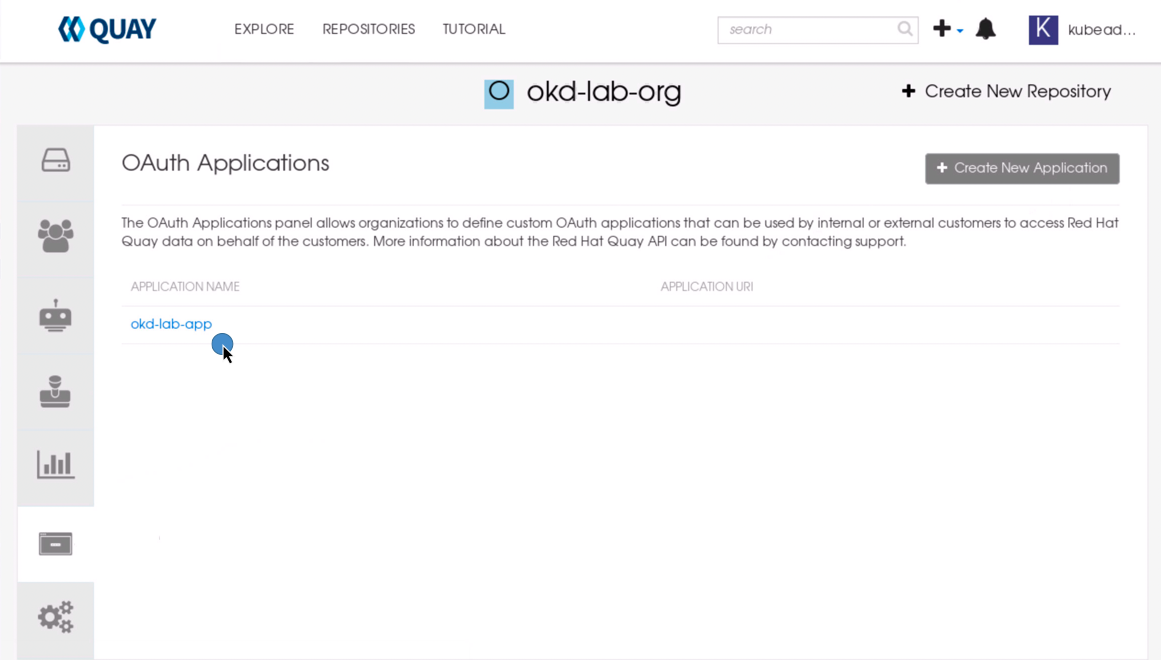 QUAY EXPLORE REPOSITORIES TUTORIAL search K kubead...
O okd-lab-org + Create New Repository
OAuth Applications + Create New Application
The OAuth Applications panel allows organizations to define custom OAuth applications that can be used by internal or external customers to access Red Hat
Quay data on behalf of the customers. More information about the Red Hat Quay API can be found by contacting support.
APPLICATION NAME APPLICATION URI
okd-lab-app